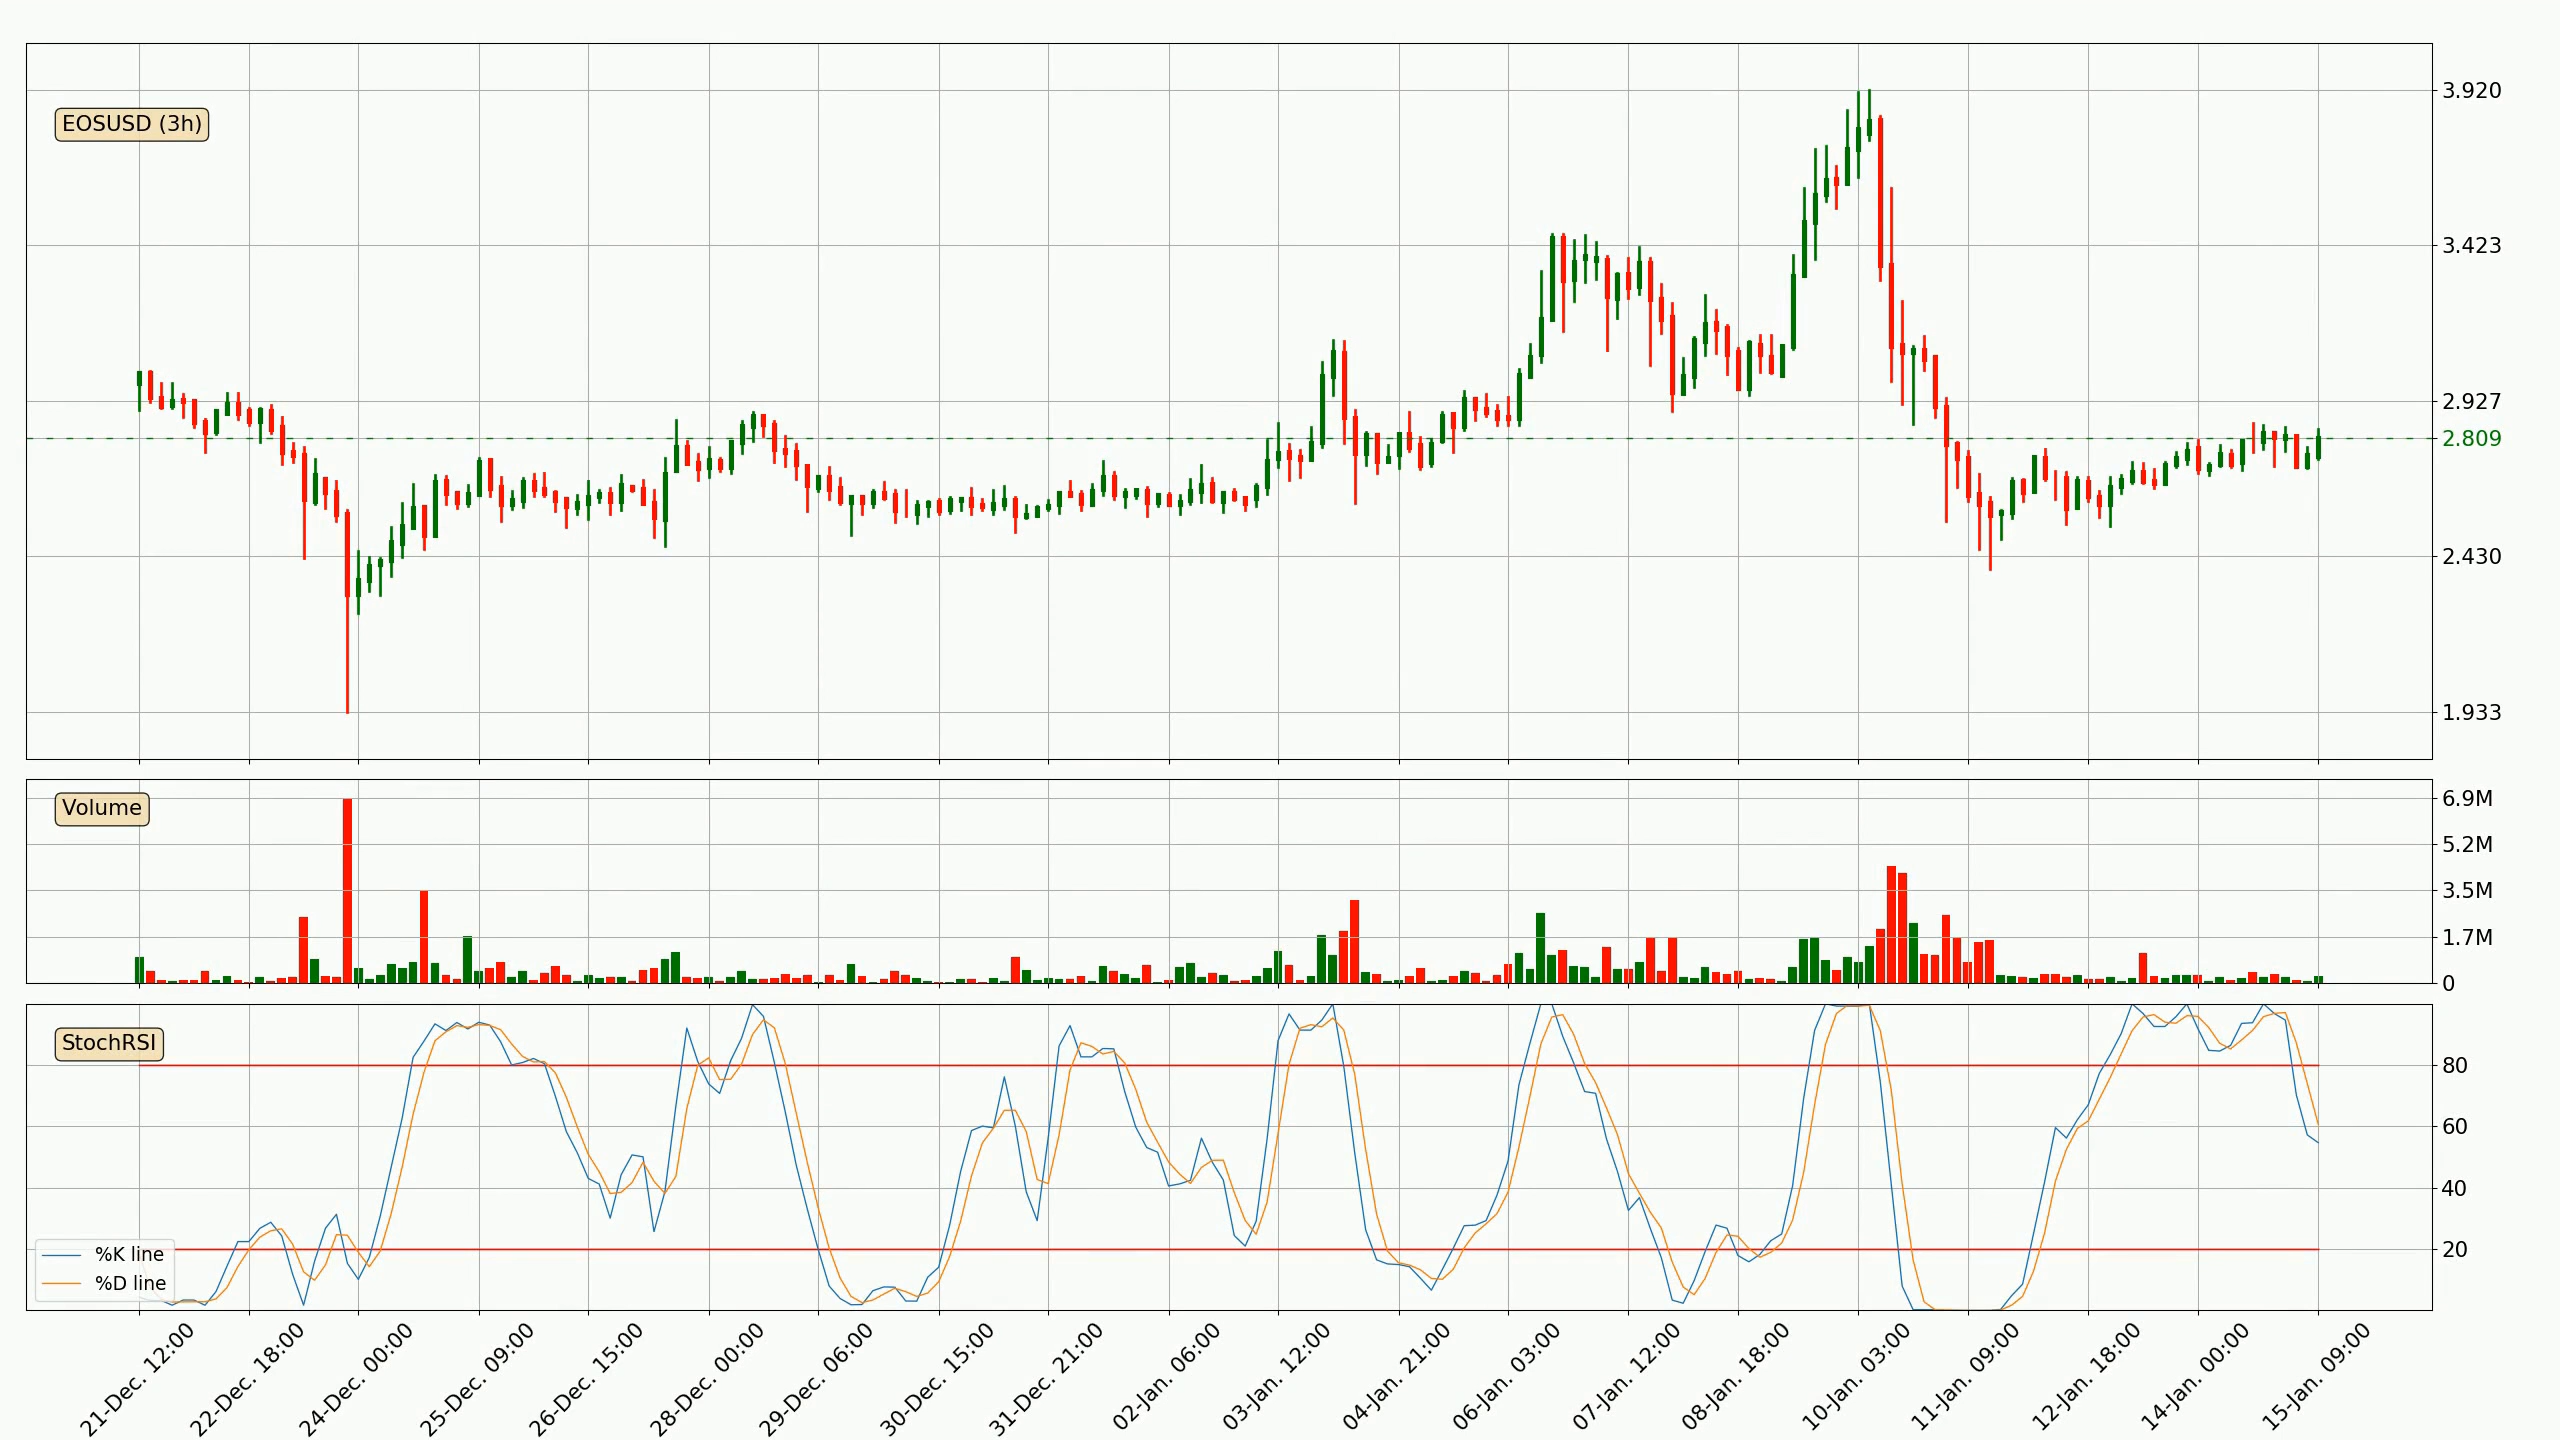 EOSUSD (3h)
3.920
3.423
2.927
2.809
2.430
1.933
Volume
6.9M
5.2M
3.5M
1.7M
0
StochRSI
80
60
40
20
%K line
%D line
21-Dec. 12:00
22-Dec. 18:00
24-Dec. 00:00
25-Dec. 09:00
26-Dec. 15:00
28-Dec. 00:00
29-Dec. 06:00
30-Dec. 15:00
31-Dec. 21:00
02-Jan. 06:00
03-Jan. 12:00
04-Jan. 21:00
06-Jan. 03:00
07-Jan. 12:00
08-Jan. 18:00
10-Jan. 03:00
11-Jan. 09:00
12-Jan. 18:00
14-Jan. 00:00
15-Jan. 09:00